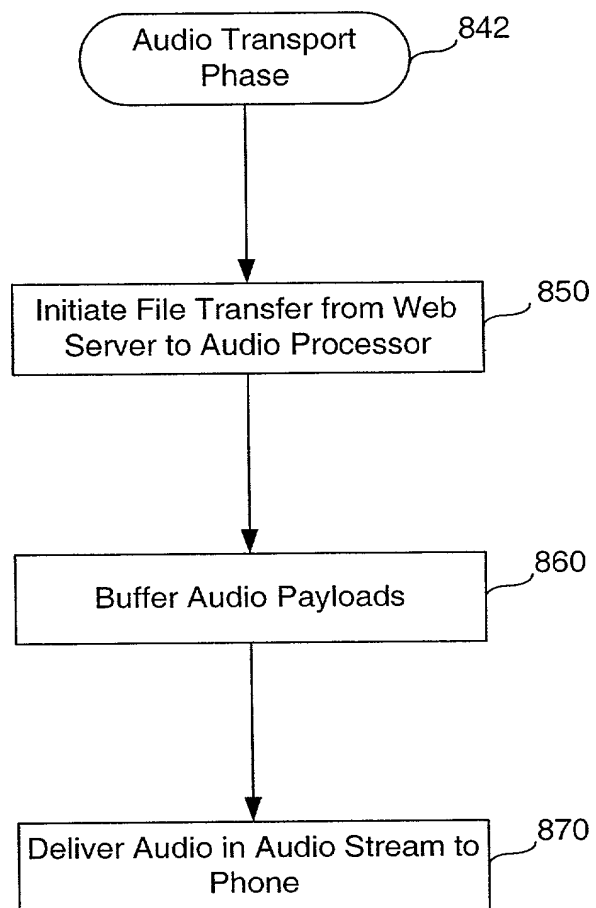 Audio Transport
Phase
842
850
Initiate File Transfer from Web
Server to Audio Processor
860
Buffer Audio Payloads
870
Deliver Audio in Audio Stream to
Phone